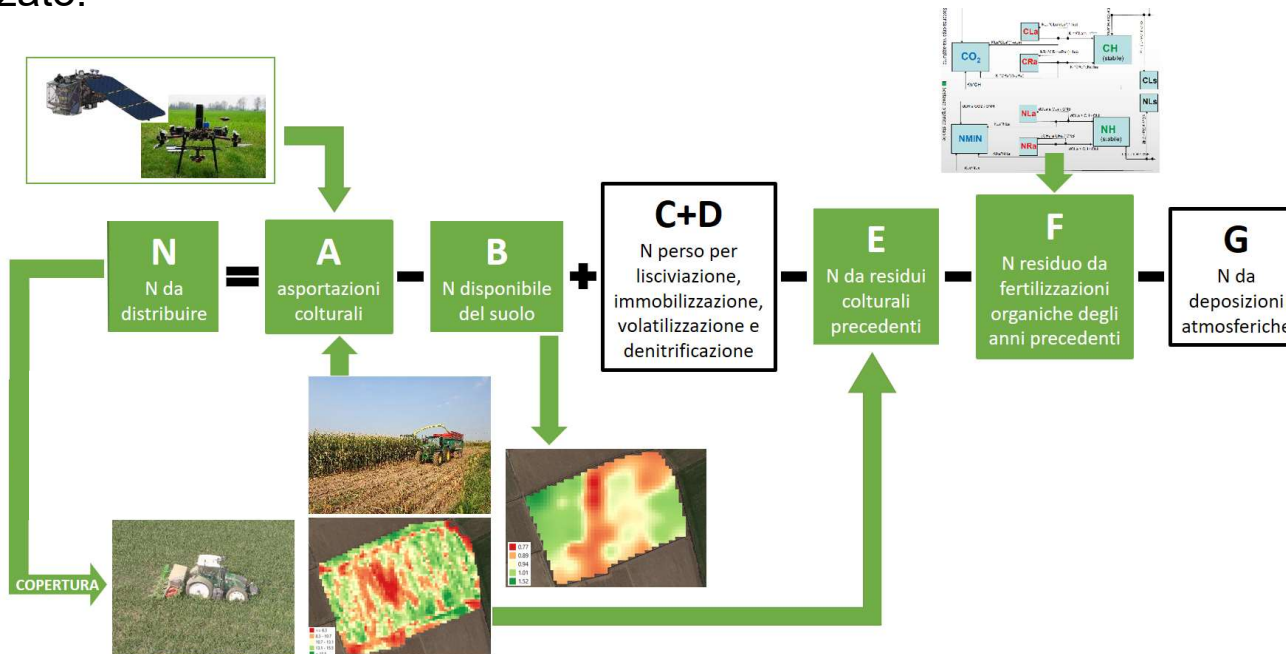 zato.
CLa
CO₂
CRa
CH
(stable)
CLs
NLs
NLa
NMIN
NRa
NH
(stable)
N
N da
distribuire
=
A
asportazioni
colturali
-
B
N disponibile
del suolo
+
C+D
N perso per
lisciviazione,
immobilizzazione,
volatilizzazione e
denitrificazione
-
E
N da residui
colturali
precedenti
-
F
N residuo da
fertilizzazioni
organiche degli
anni precedenti
-
G
N da
deposizioni
atmosferiche
0.77
0.89
0.94
1.01
1.52
COPERTURA